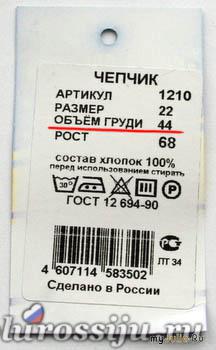 ЧЕПЧИК
АРТИКУЛ 1210
РАЗМЕР 22
ОБЪЁМ ГРУДИ 44
РОСТ 68
состав хлопок 100%
перед использованием стирать
30°
ГОСТ 12 694-90
4 607114 583502
ЛТ 34
Сделано в России
lurossiju.ru